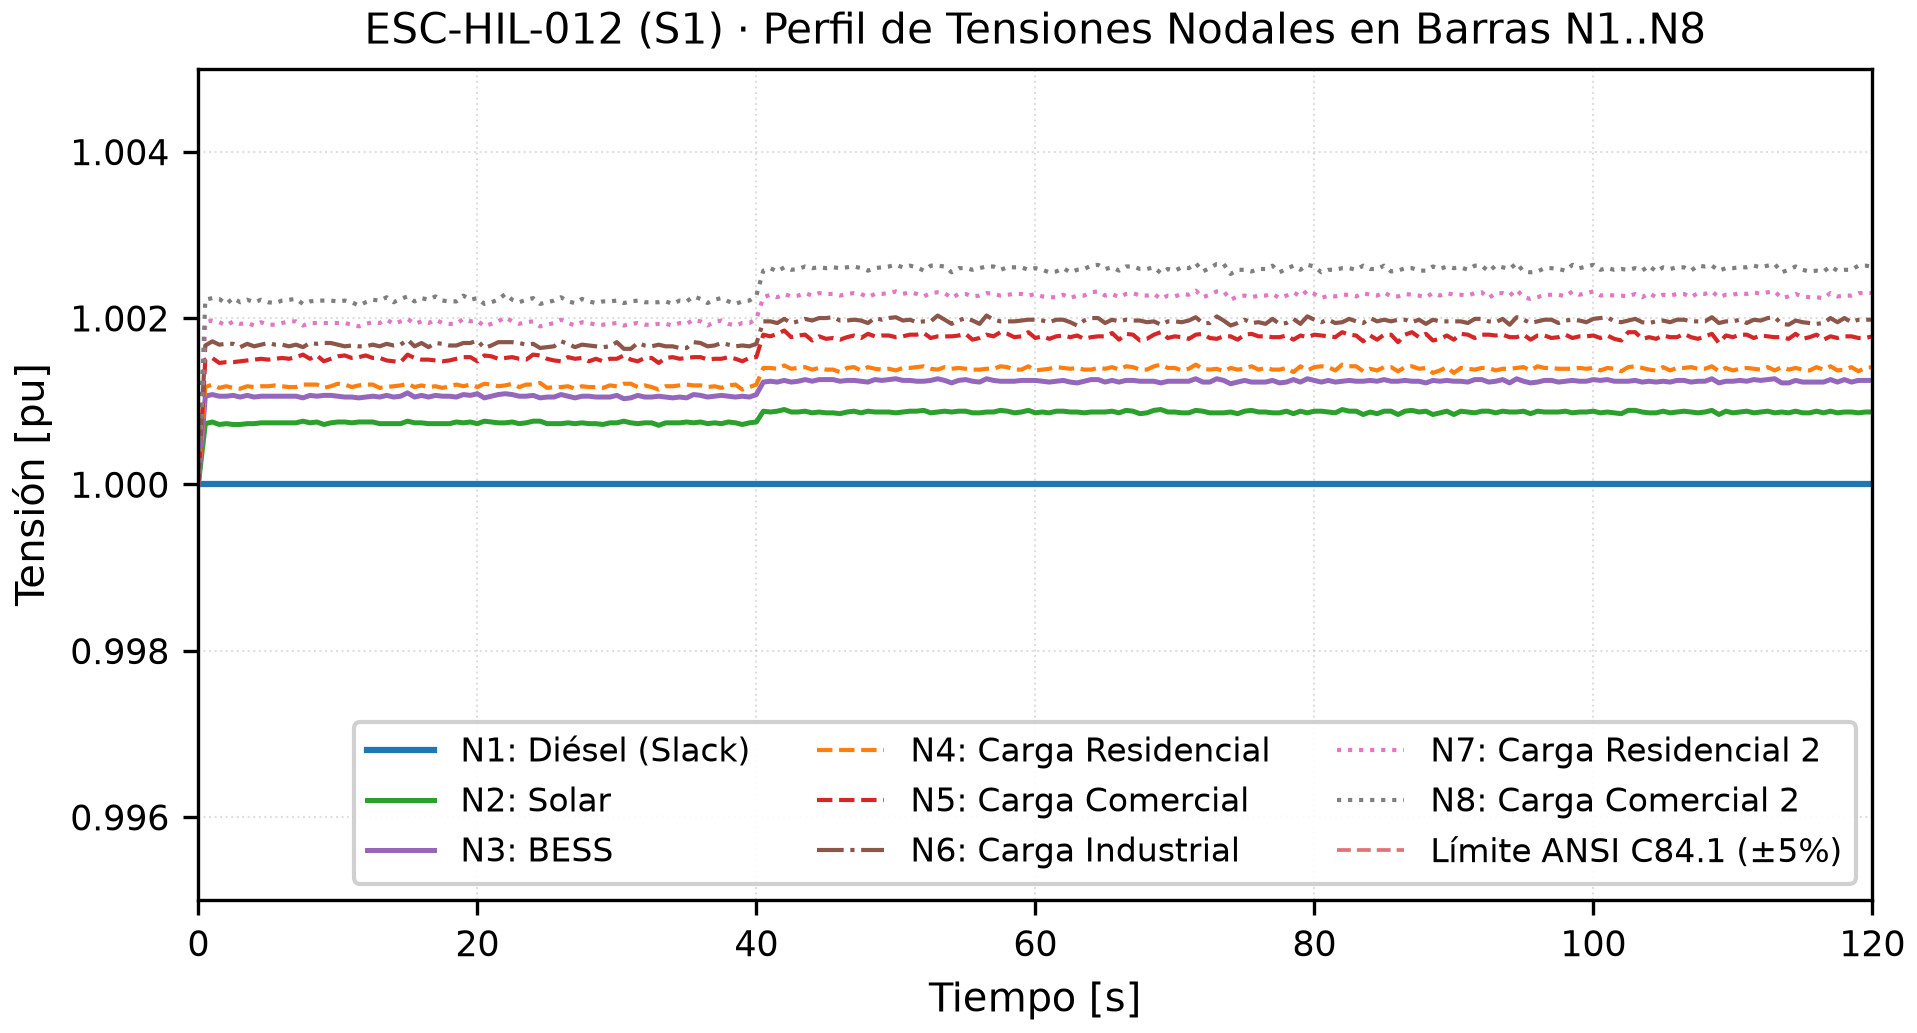 ESC-HIL-012 (S1) · Perfil de Tensiones Nodales en Barras N1..N8
Tensión [pu]
1.004
1.002
1.000
0.998
0.996
N1: Diésel (Slack)
N2: Solar
N3: BESS
N4: Carga Residencial
N5: Carga Comercial
N6: Carga Industrial
N7: Carga Residencial 2
N8: Carga Comercial 2
Límite ANSI C84.1 (±5%)
0 20 40 60 80 100 120
Tiempo [s]